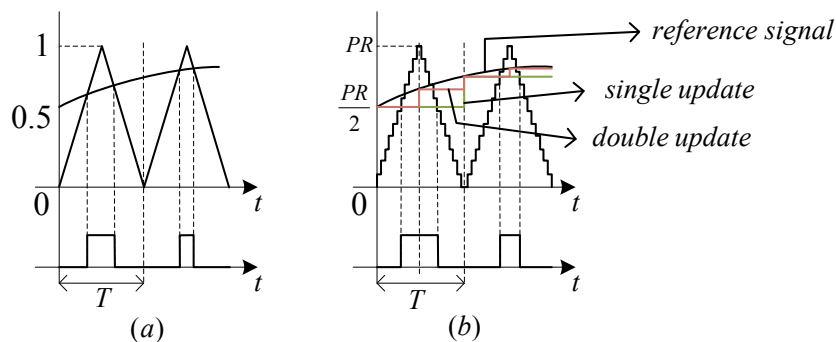 1
0.5
0
t
t
T
(a)
PR
PR
2
0
t
t
T
(b)
reference signal
single update
double update